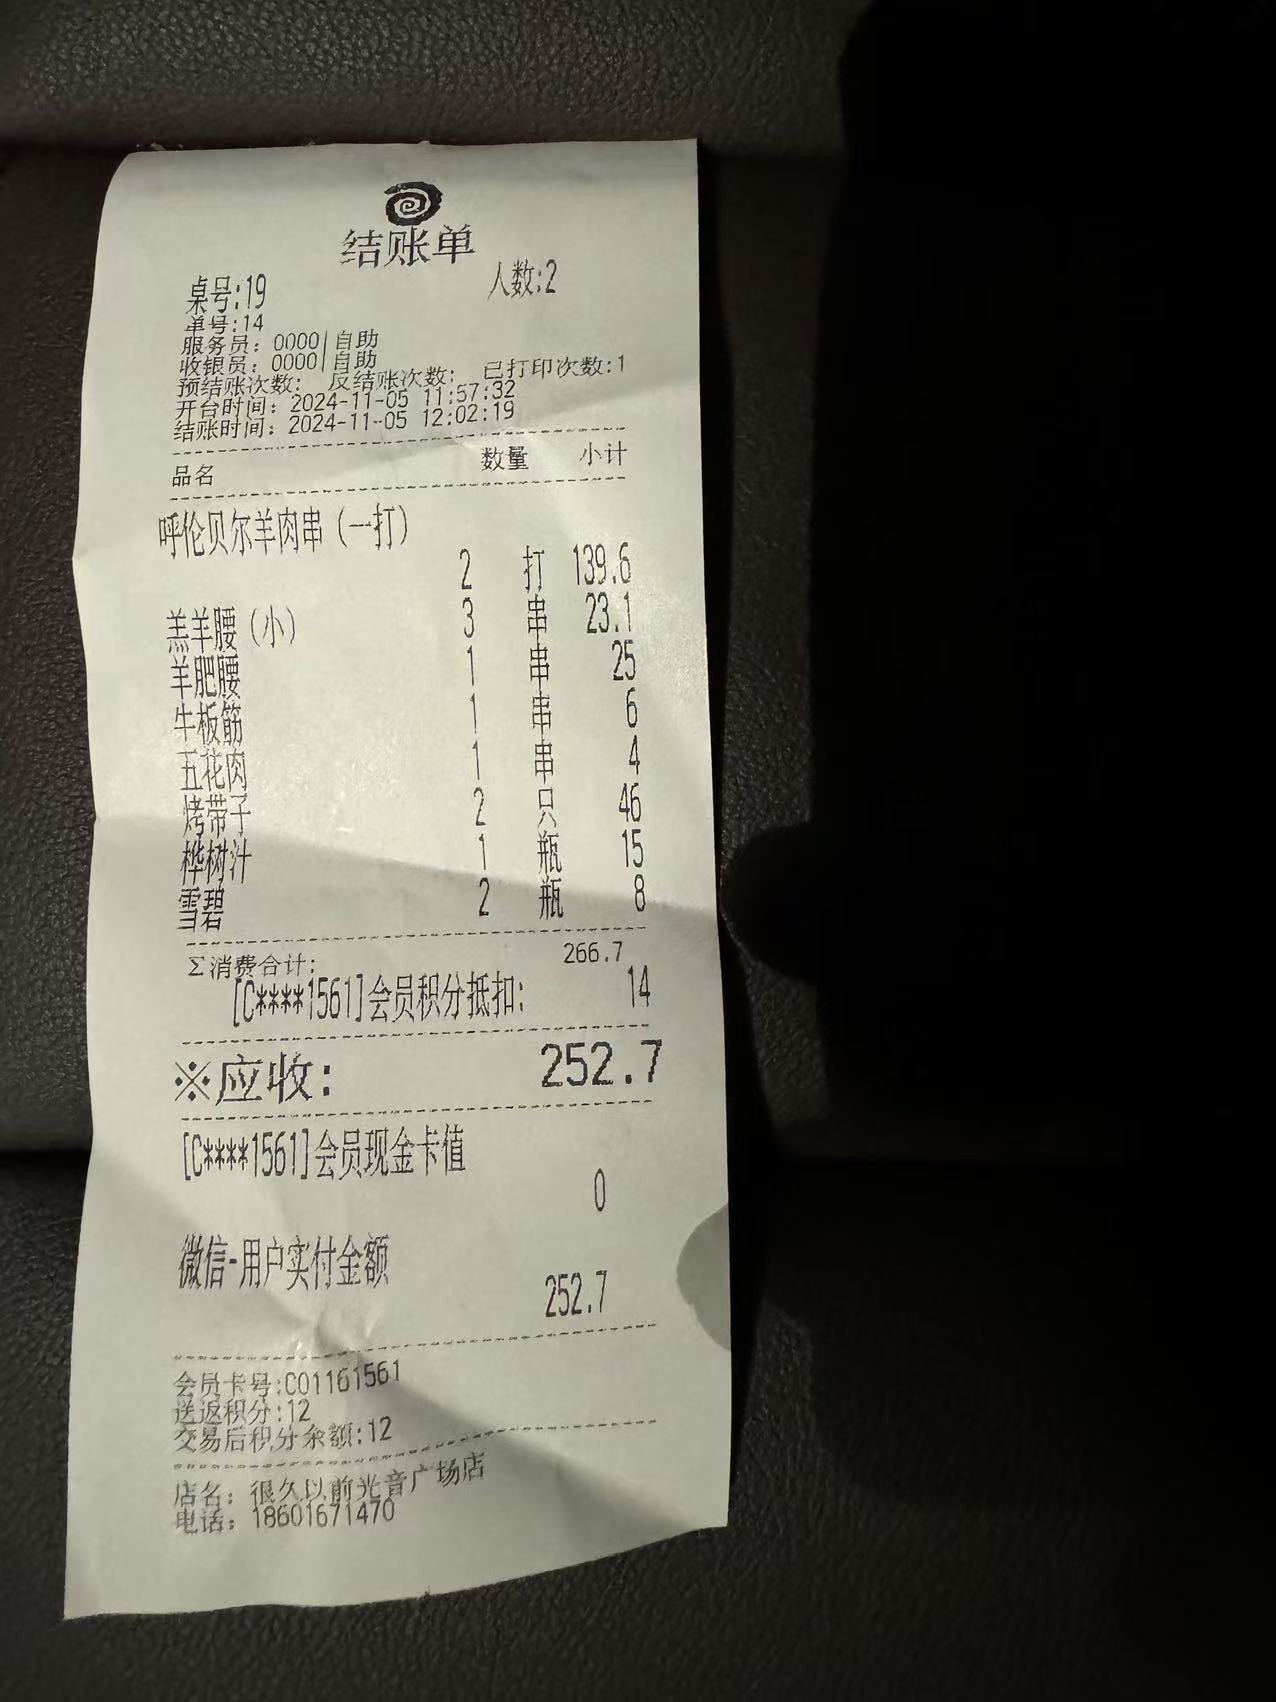 结账单
桌号:19 人数:2
单号:14
服务员: 0000|自助
收银员: 0000|自助
预结账次数: 反结账次数: 已打印次数:1
开台时间: 2024-11-05 11:57:32
结账时间: 2024-11-05 12:02:19
品名 数量 小计
呼伦贝尔羊肉串(一打)
2 打 139.6
羔羊腰(小) 3 串 23.1
羊肥腰 1 串 25
牛板筋 1 串 6
五花肉 1 串 4
烤带子 2 只 46
桦树汁 1 瓶 15
雪碧 2 瓶 8
Σ消费合计: 266.7
[C****1561]会员积分抵扣: 14
※应收: 252.7
[C****1561]会员现金卡值
0
微信-用户实付金额
252.7
会员卡号:C01161561
送返积分:12
交易后积分余额:12
店名: 很久以前光音广场店
电话: 18601671470